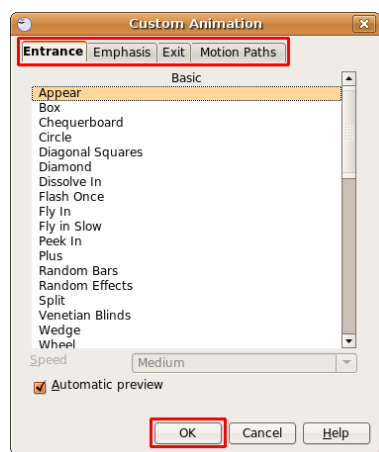 Custom Animation
Entrance Emphasis Exit Motion Paths
Basic
Appear
Box
Chequerboard
Circle
Diagonal Squares
Diamond
Dissolve In
Flash Once
Fly In
Fly in Slow
Peek In
Plus
Random Bars
Random Effects
Split
Venetian Blinds
Wedge
Wheel
Speed Medium
Automatic preview
OK Cancel Help